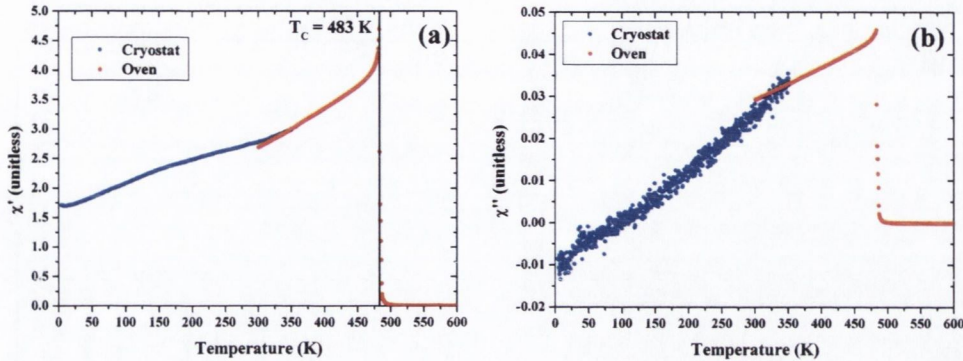 T_C = 483 K
(a)
Cryostat
Oven
5.0
4.5
4.0
3.5
3.0
2.5
2.0
1.5
1.0
0.5
0.0
χ' (unitless)
0 50 100 150 200 250 300 350 400 450 500 550 600
Temperature (K)
(b)
Cryostat
Oven
0.05
0.04
0.03
0.02
0.01
0.00
-0.01
-0.02
χ'' (unitless)
0 50 100 150 200 250 300 350 400 450 500 550 600
Temperature (K)